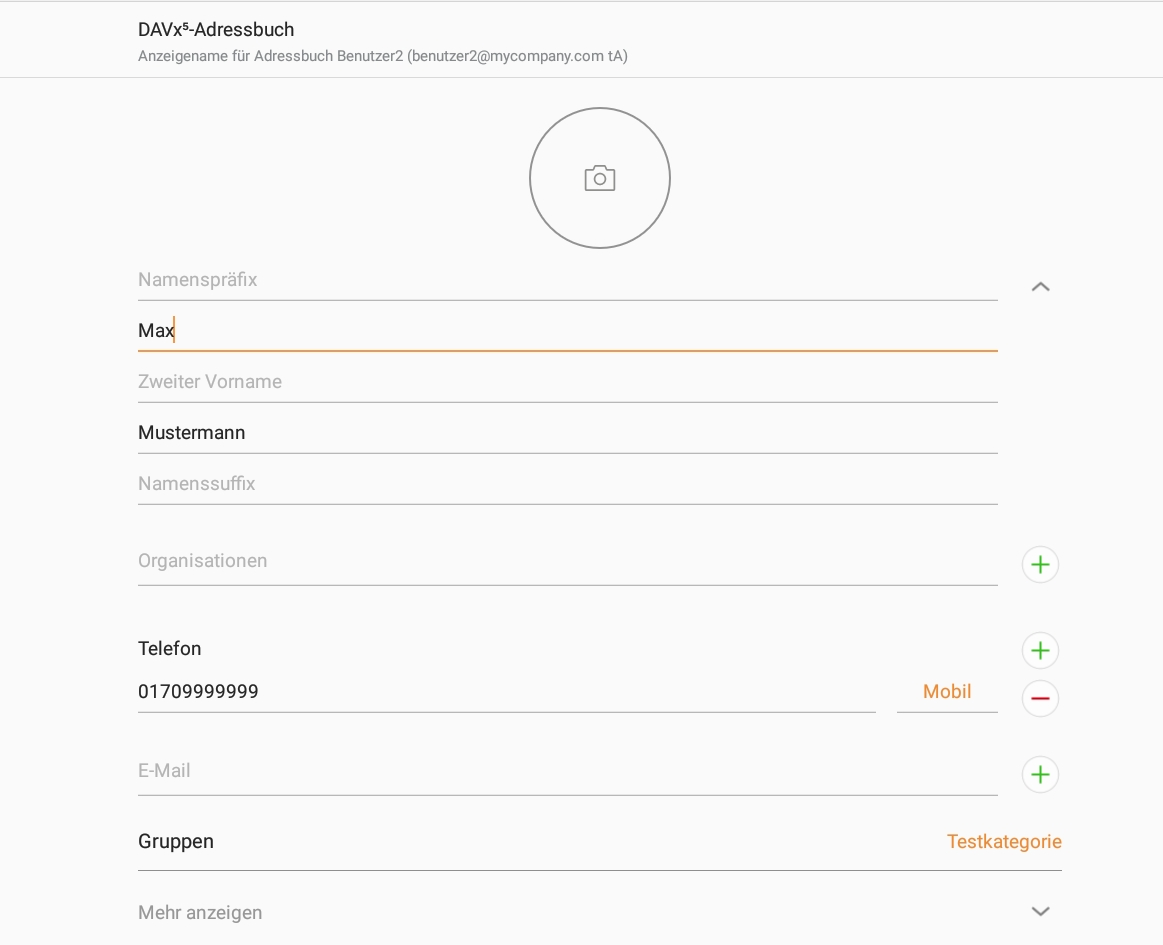 DAVx⁵-Adressbuch
Anzeigename für Adressbuch Benutzer2 (benutzer2@mycompany.com tA)
Namenspräfix
Max
Zweiter Vorname
Mustermann
Namenssuffix
Organisationen
Telefon
01709999999 Mobil
E-Mail
Gruppen Testkategorie
Mehr anzeigen